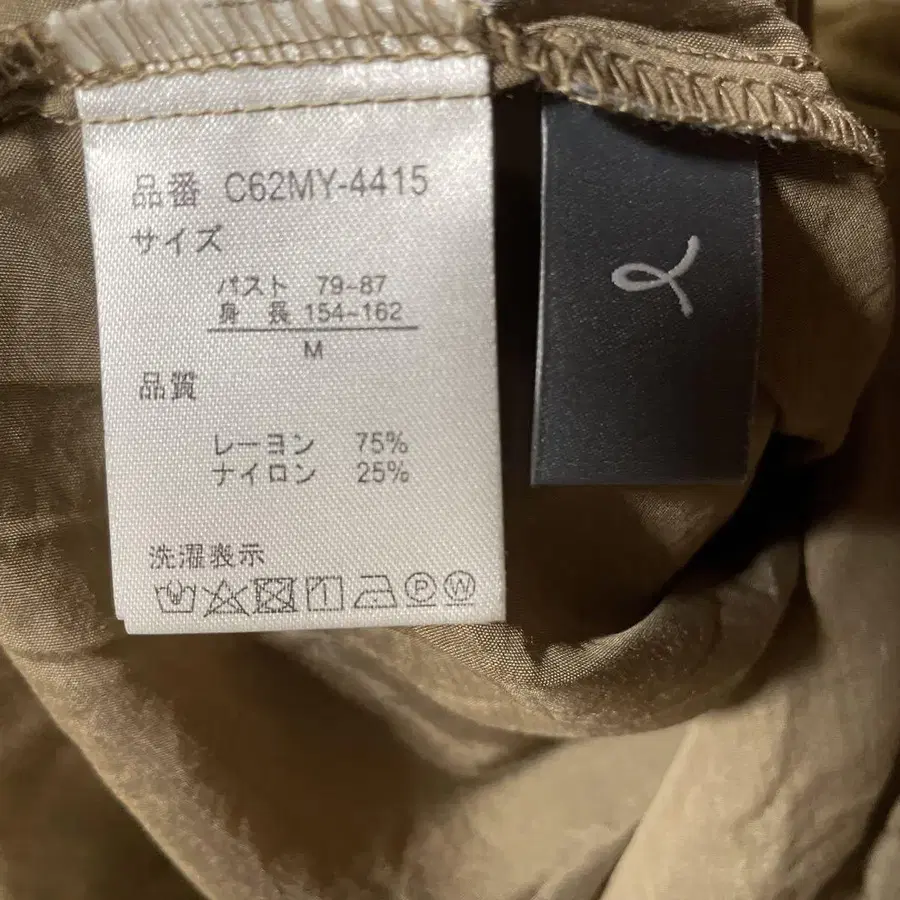 品番 C62MY-4415
サイズ
バスト 79-87
身長 154-162
M
品質
レーヨン 75%
ナイロン 25%
洗濯表示
P W